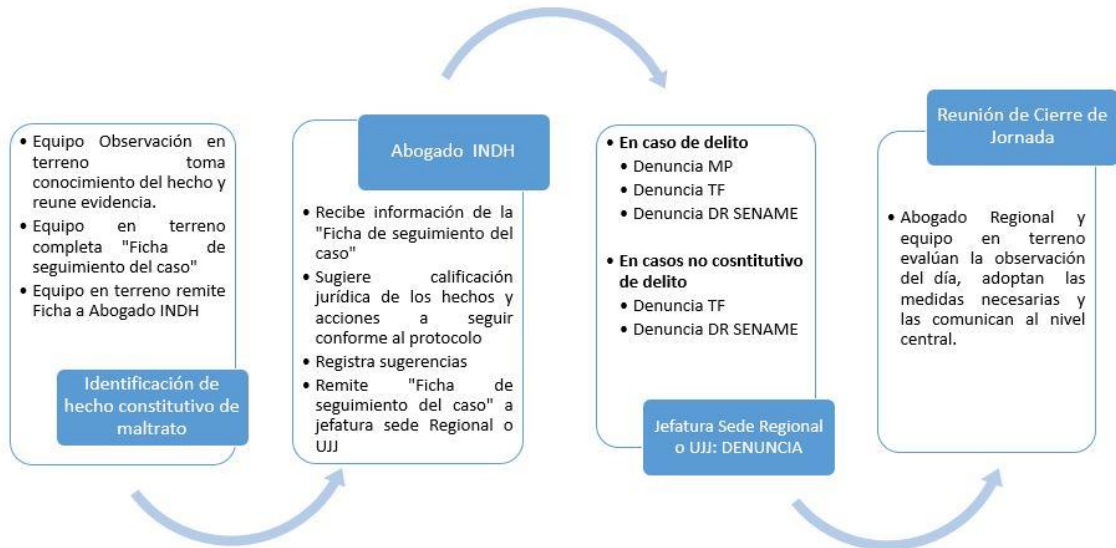 • Equipo Observación en
terreno toma
conocimiento del hecho y
reune evidencia.
• Equipo en terreno
completa "Ficha de
seguimiento del caso"
• Equipo en terreno remite
Ficha a Abogado INDH
Identificación de
hecho constitutivo de
maltrato
Abogado INDH
• Recibe información de la
"Ficha de seguimiento del
caso"
• Sugiere calificación
jurídica de los hechos y
acciones a seguir
conforme al protocolo
• Registra sugerencias
• Remite "Ficha de
seguimiento del caso" a
jefatura sede Regional o
UJJ
• En caso de delito
• Denuncia MP
• Denuncia TF
• Denuncia DR SENAME
• En casos no cosntitutivo
de delito
• Denuncia TF
• Denuncia DR SENAME
Jefatura Sede Regional
o UJJ: DENUNCIA
Reunión de Cierre de
Jornada
• Abogado Regional y
equipo en terreno
evalúan la observación
del día, adoptan las
medidas necesarias y
las comunican al nivel
central.